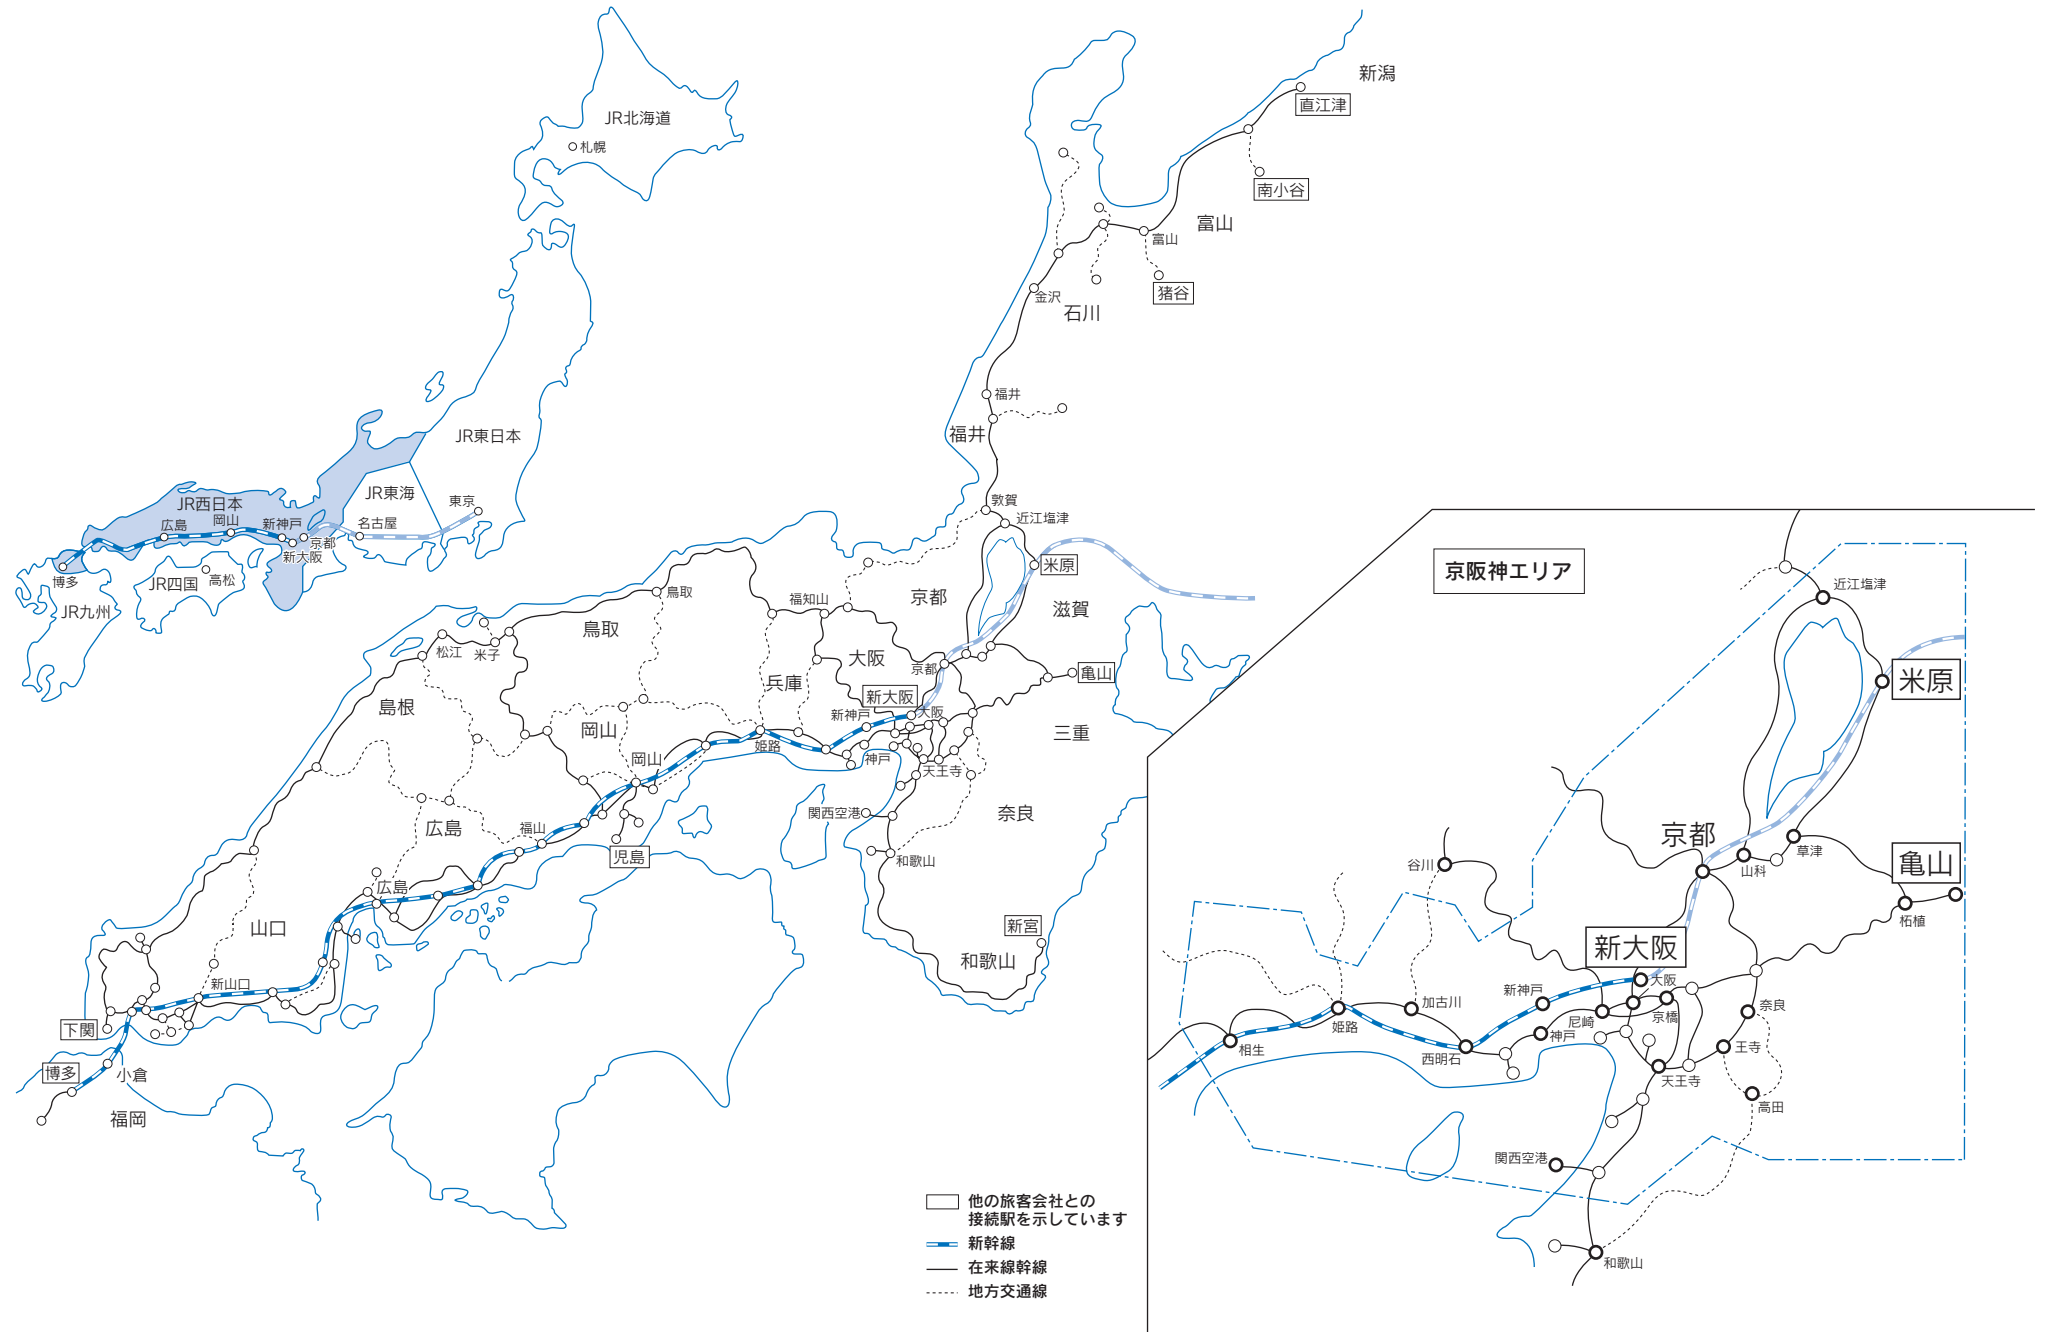 JR北海道
札幌
JR東日本
JR東海
東京
名古屋
JR西日本
広島
岡山
新神戸
京都
新大阪
博多
JR四国
高松
JR九州
新潟
直江津
南小谷
富山
富山
猪谷
金沢
石川
福井
福井
敦賀
近江塩津
米原
滋賀
京都
福知山
鳥取
鳥取
大阪
京都
亀山
松江
米子
兵庫
新大阪
大阪
新神戸
島根
岡山
姫路
神戸
三重
岡山
天王寺
関西空港
奈良
広島
福山
児島
和歌山
広島
新宮
和歌山
山口
新山口
下関
博多
小倉
福岡
他の旅客会社との
接続駅を示しています
新幹線
在来線幹線
地方交通線
京阪神エリア
近江塩津
米原
京都
草津
山科
亀山
柘植
谷川
新大阪
大阪
新神戸
加古川
尼崎
京橋
奈良
姫路
神戸
相生
西明石
王寺
天王寺
高田
関西空港
和歌山